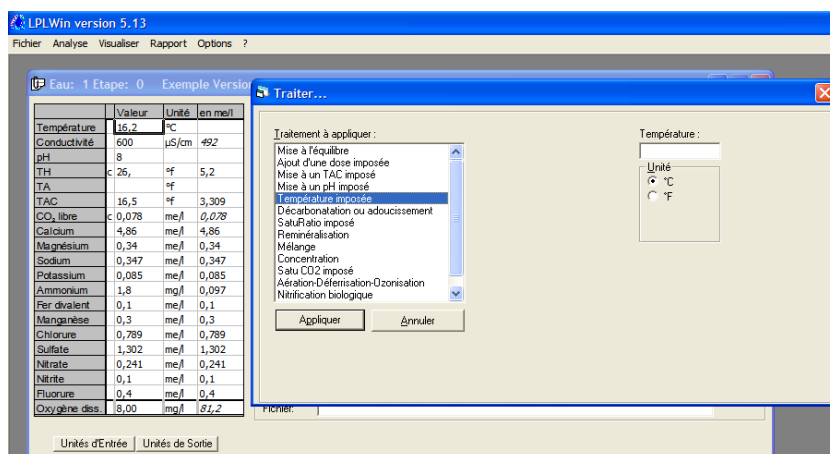 LPLWin version 5.13
Fichier Analyse Visualiser Rapport Options ?
Eau: 1 Etape: 0 Exemple Versio
Valeur Unité en me/l
Température 16,2 °C
Conductivité 600 µS/cm 492
pH 8
TH c 26, °f 5,2
TA °f
TAC 16,5 °f 3,309
CO₂ libre c 0,078 me/l 0,078
Calcium 4,86 me/l 4,86
Magnésium 0,34 me/l 0,34
Sodium 0,347 me/l 0,347
Potassium 0,085 me/l 0,085
Ammonium 1,8 mg/l 0,097
Fer divalent 0,1 me/l 0,1
Manganèse 0,3 me/l 0,3
Chlorure 0,789 me/l 0,789
Sulfate 1,302 me/l 1,302
Nitrate 0,241 me/l 0,241
Nitrite 0,1 me/l 0,1
Fluorure 0,4 me/l 0,4
Oxygène diss. 8,00 mg/l 81,2
Unités d'Entrée Unités de Sortie
Traiter...
Traitement à appliquer :
Mise à l'équilibre
Ajout d'une dose imposée
Mise à un TAC imposé
Mise à un pH imposé
Température imposée
Décarbonatation ou adoucissement
SatuRatio imposé
Reminéralisation
Mélange
Concentration
Satu CO2 imposé
Aération-Déferrisation-Ozonisation
Nitrification biologique
Appliquer Annuler
Température :
Unité
°C
°F
Fichier: